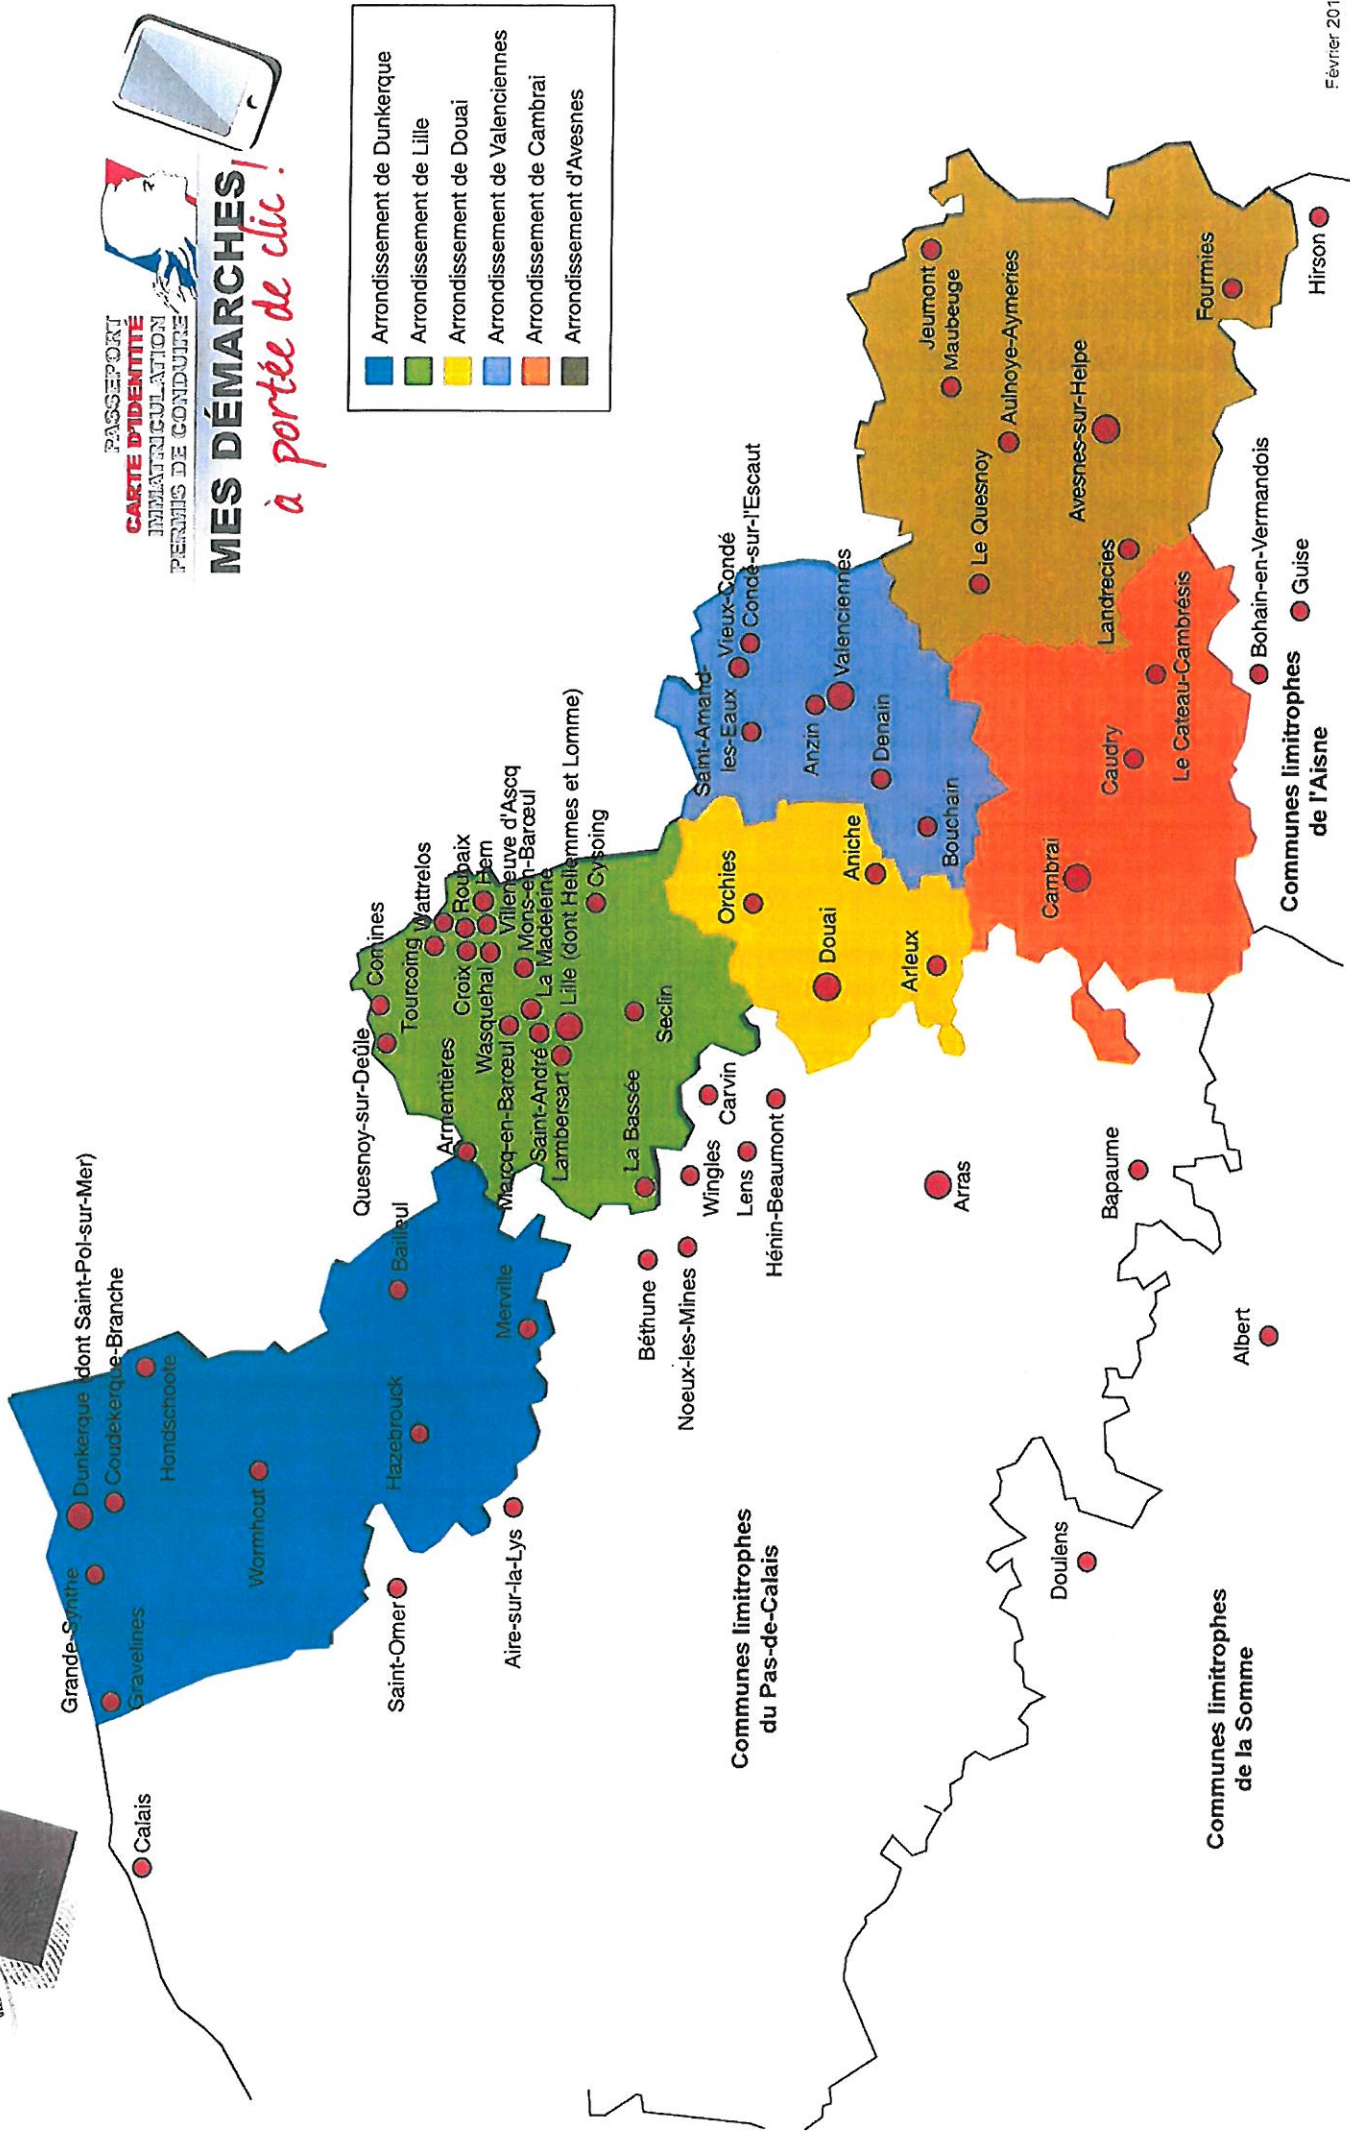 PASSEPORT
CARTE D'IDENTITÉ
IMMATRICULATION
PERMIS DE CONDUIRE
MES DÉMARCHES
à portée de clic !
Arrondissement de Dunkerque
Arrondissement de Lille
Arrondissement de Douai
Arrondissement de Valenciennes
Arrondissement de Cambrai
Arrondissement d'Avesnes
Calais
Grande-Synthe
Gravelines
Dunkerque (dont Saint-Pol-sur-Mer)
Coudekerque-Branche
Hondschoote
Wormhout
Saint-Omer
Hazebrouck
Bailleul
Aire-sur-la-Lys
Merville
Quesnoy-sur-Deûle
Comines
Tourcoing
Wattrelos
Armentières
Croix
Roubaix
Wasquehal
Hem
Marcq-en-Barœul
Villeneuve d'Ascq
Saint-André
Mons-en-Barœul
La Madeleine
Lambersart
Lille (dont Hellemmes et Lomme)
Cysoing
La Bassée
Seclin
Béthune
Noeux-les-Mines
Wingles
Carvin
Lens
Hénin-Beaumont
Orchies
Saint-Amand-
les-Eaux
Vieux-Condé
Condé-sur-l'Escaut
Anzin
Valenciennes
Douai
Aniche
Denain
Arleux
Bouchain
Arras
Jeumont
Maubeuge
Le Quesnoy
Aulnoye-Aymeries
Avesnes-sur-Helpe
Landrecies
Fournies
Hirson
Cambrai
Caudry
Le Cateau-Cambrésis
Bapaume
Bohain-en-Vermandois
Guise
Albert
Doulens
Communes limitrophes
du Pas-de-Calais
Communes limitrophes
de la Somme
Communes limitrophes
de l'Aisne
Février 201